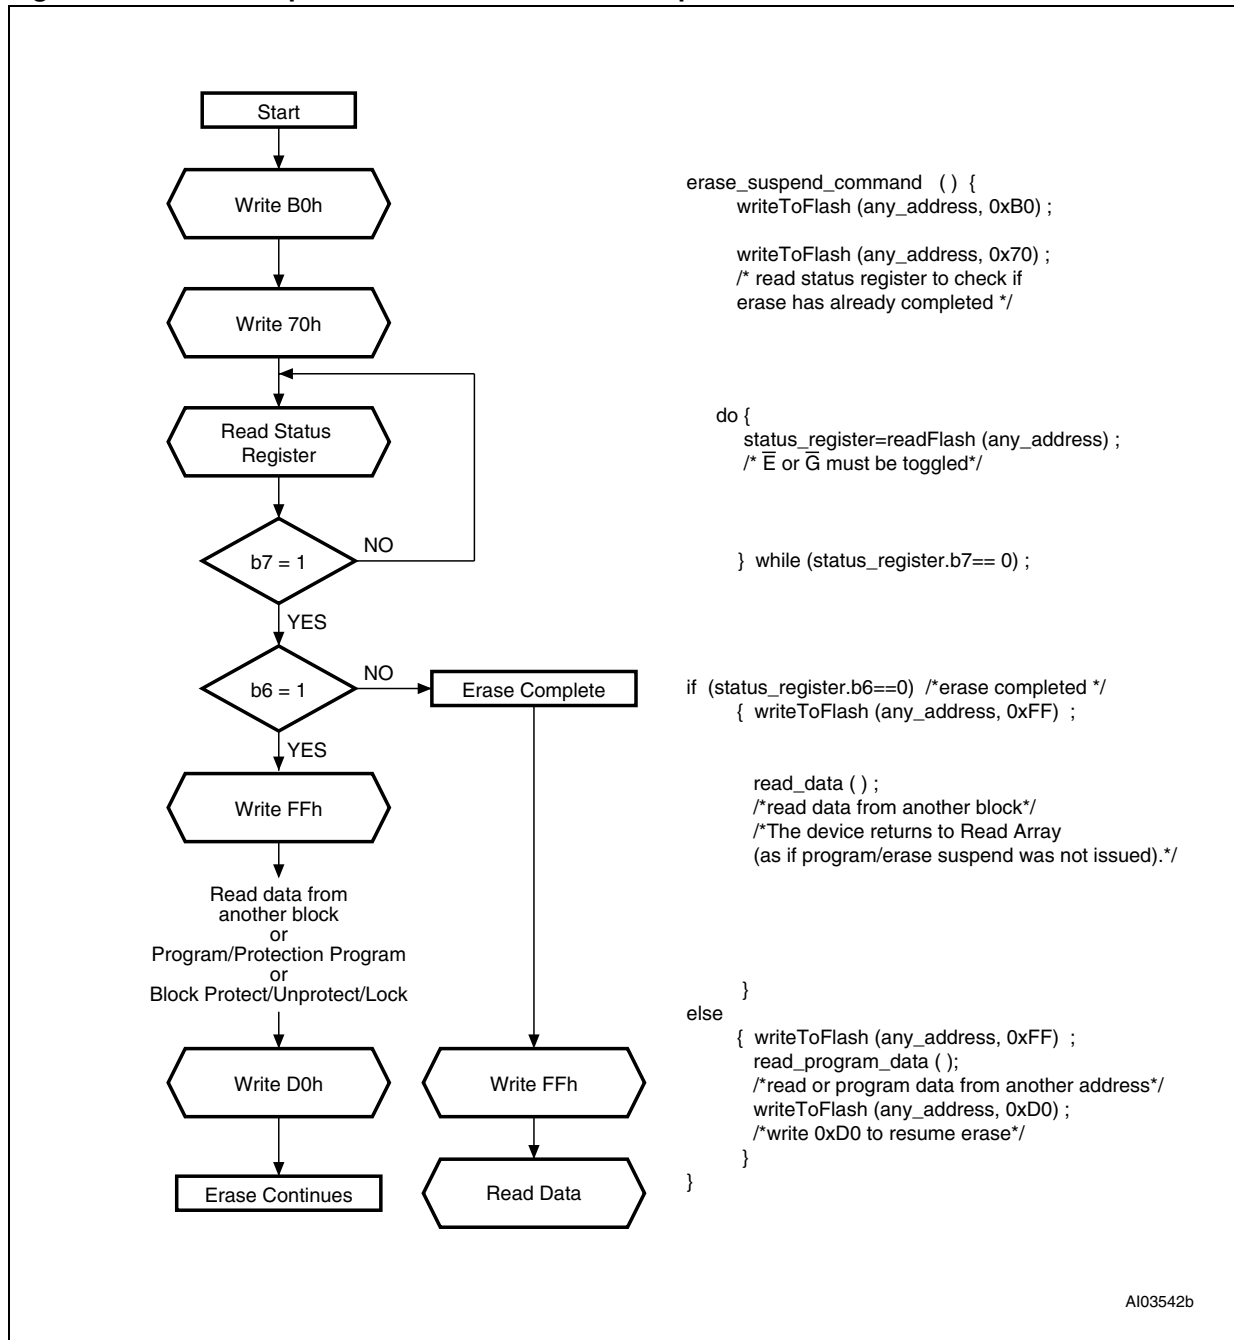 Start
Write B0h
Write 70h
Read Status
Register
b7 = 1
NO
YES
b6 = 1
NO
Erase Complete
YES
Write FFh
Read data from
another block
or
Program/Protection Program
or
Block Protect/Unprotect/Lock
Write D0h
Write FFh
Erase Continues
Read Data
erase_suspend_command ( ) {
writeToFlash (any_address, 0xB0) ;
writeToFlash (any_address, 0x70) ;
/* read status register to check if
erase has already completed */
do {
status_register=readFlash (any_address) ;
/* E̅ or G̅ must be toggled*/
} while (status_register.b7== 0) ;
if (status_register.b6==0) /*erase completed */
{ writeToFlash (any_address, 0xFF) ;
read_data ( ) ;
/*read data from another block*/
/*The device returns to Read Array
(as if program/erase suspend was not issued).*/
}
else
{ writeToFlash (any_address, 0xFF) ;
read_program_data ( );
/*read or program data from another address*/
writeToFlash (any_address, 0xD0) ;
/*write 0xD0 to resume erase*/
}
}
AI03542b